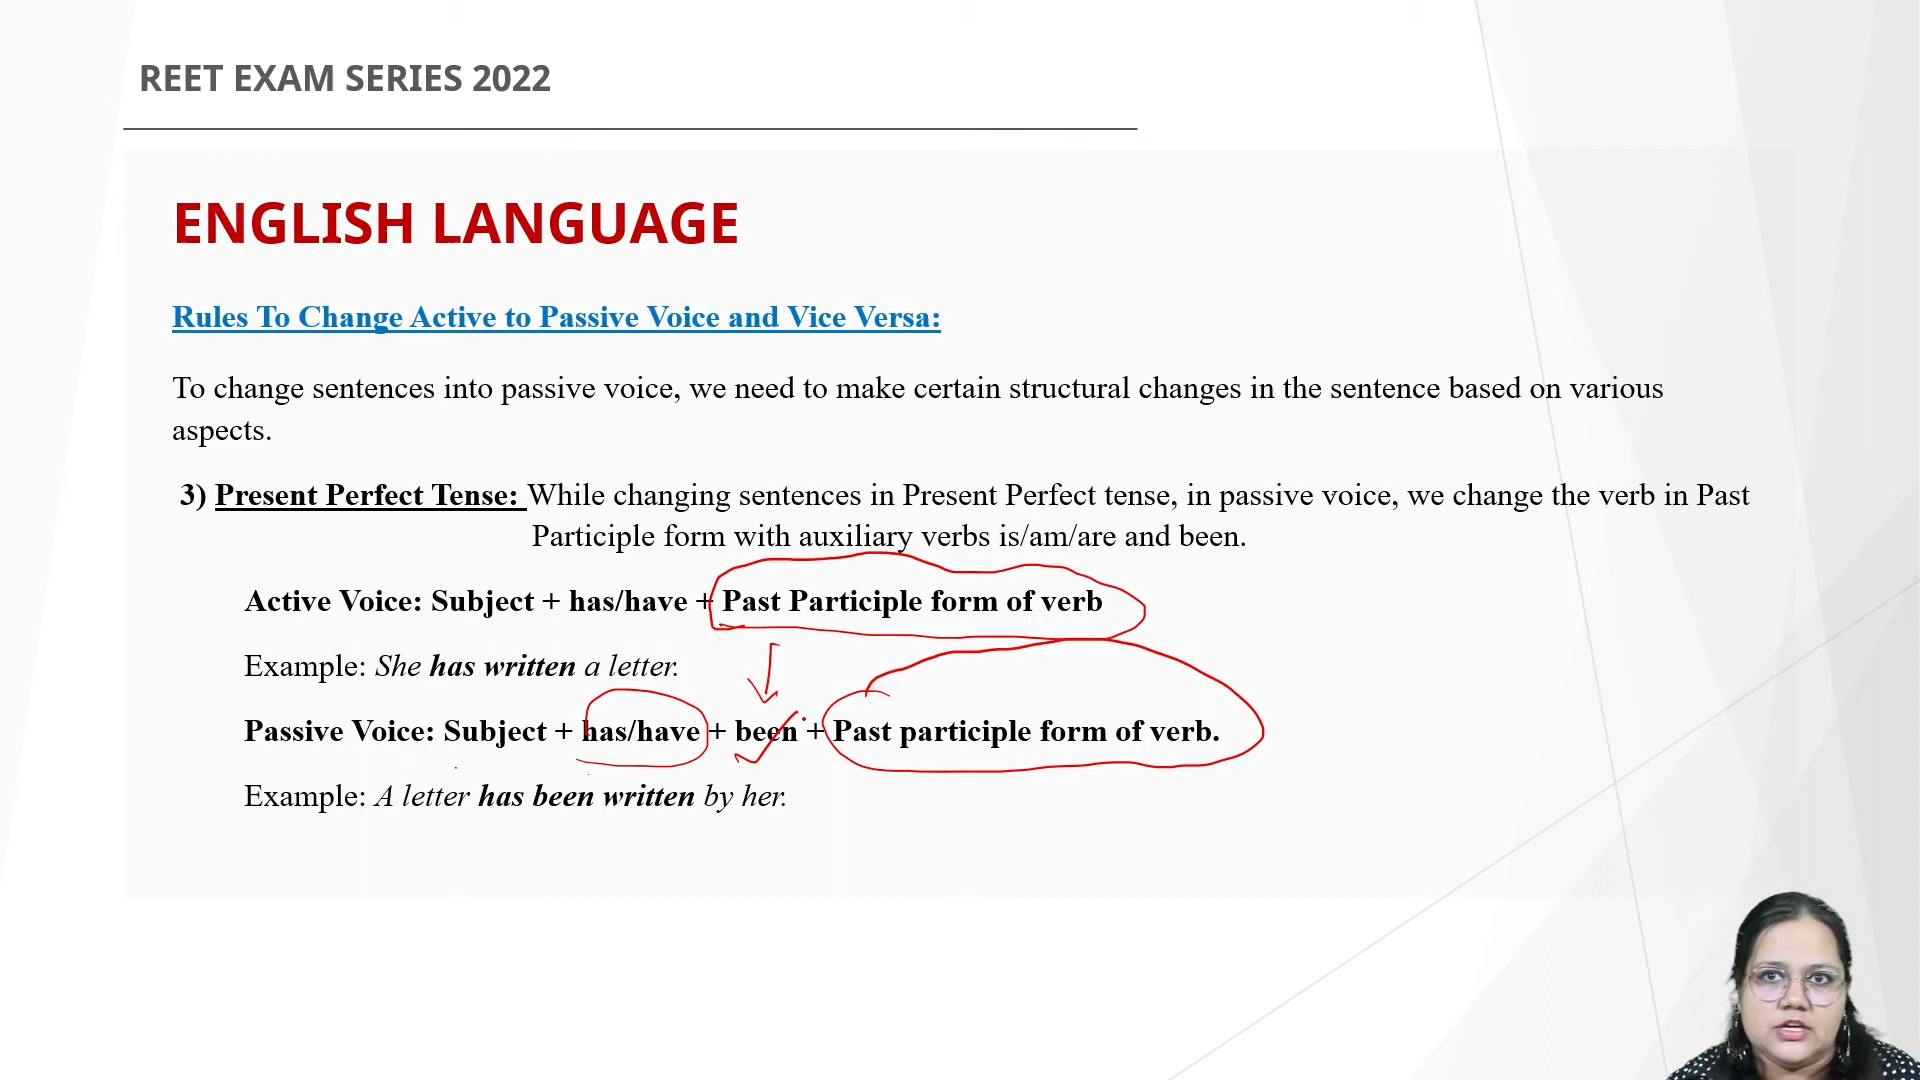 REET EXAM SERIES 2022
ENGLISH LANGUAGE
Rules To Change Active to Passive Voice and Vice Versa:
To change sentences into passive voice, we need to make certain structural changes in the sentence based on various
aspects.
3) Present Perfect Tense: While changing sentences in Present Perfect tense, in passive voice, we change the verb in Past
Participle form with auxiliary verbs is/am/are and been.
Active Voice: Subject + has/have + Past Participle form of verb
Example: She has written a letter.
Passive Voice: Subject + has/have + been + Past participle form of verb.
Example: A letter has been written by her.